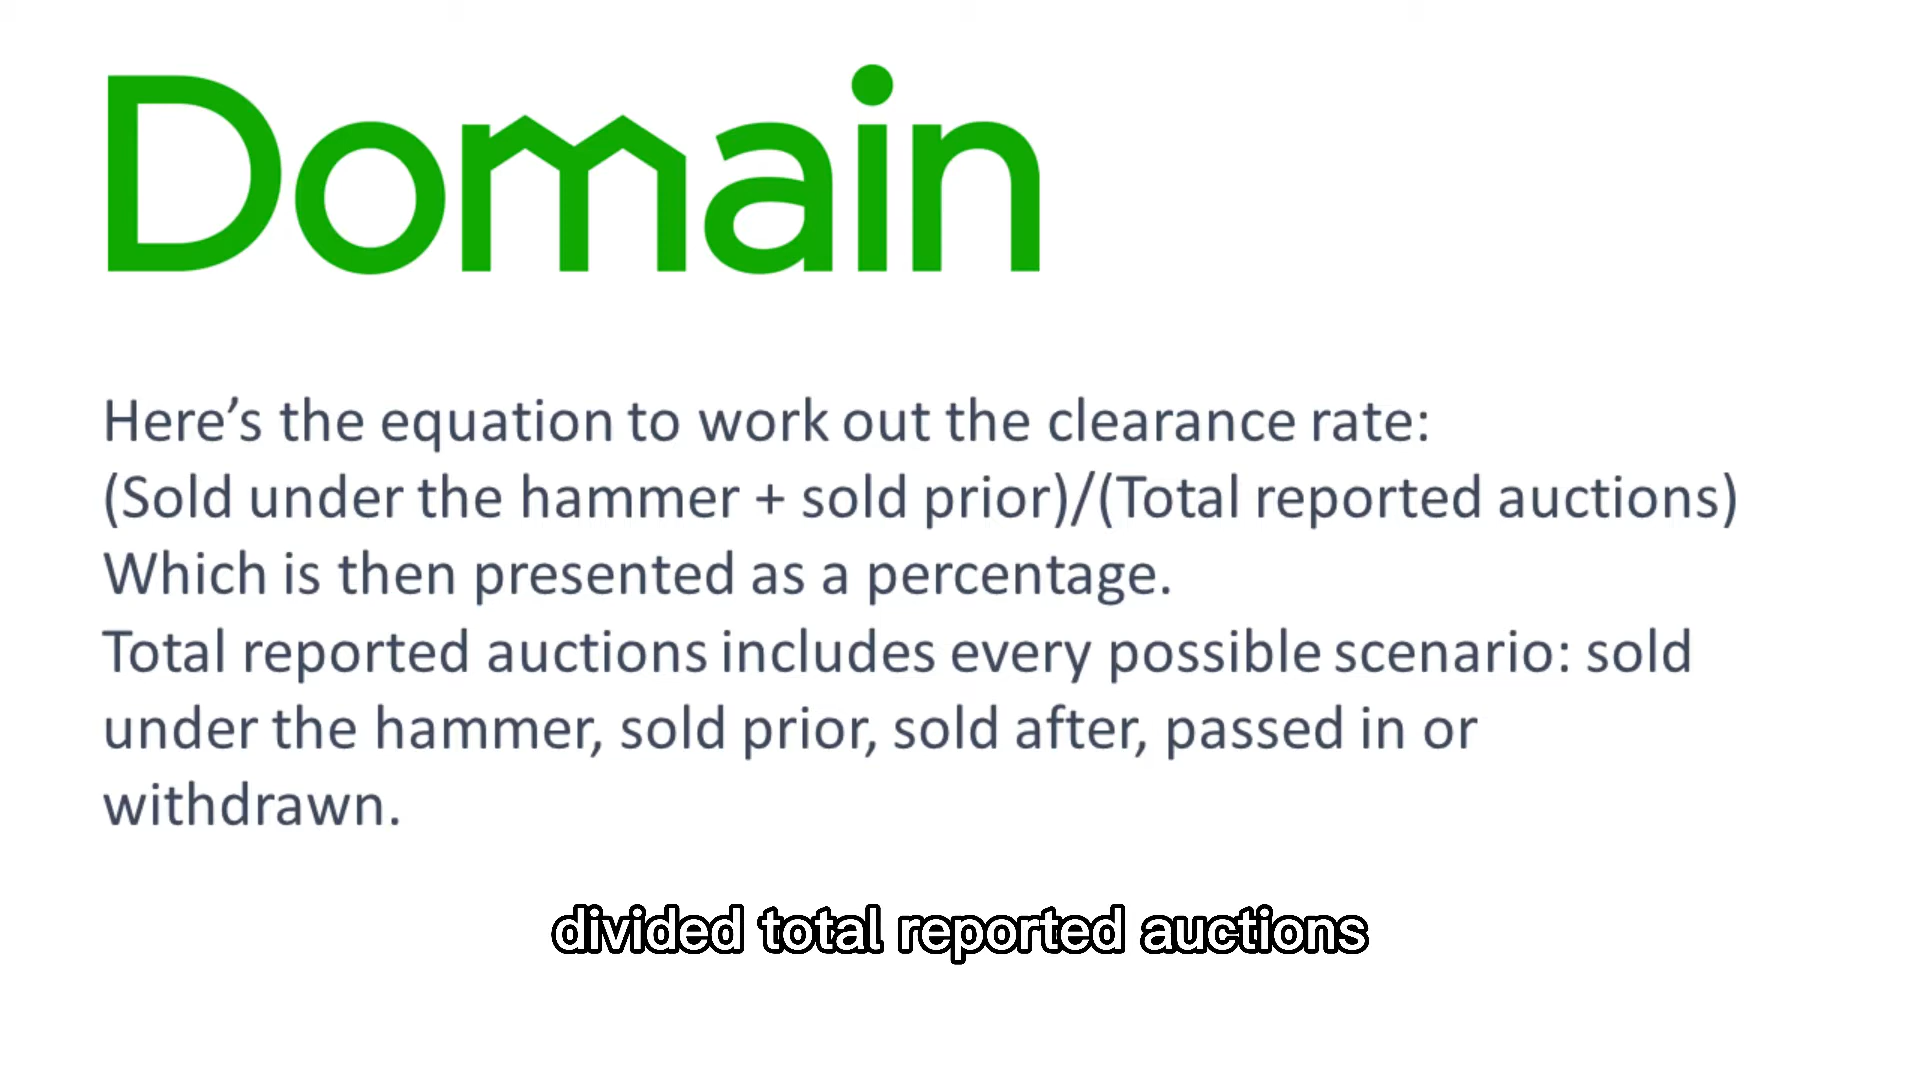 Domain
Here’s the equation to work out the clearance rate:
(Sold under the hammer + sold prior)/(Total reported auctions)
Which is then presented as a percentage.
Total reported auctions includes every possible scenario: sold
under the hammer, sold prior, sold after, passed in or
withdrawn.
divided total reported auctions